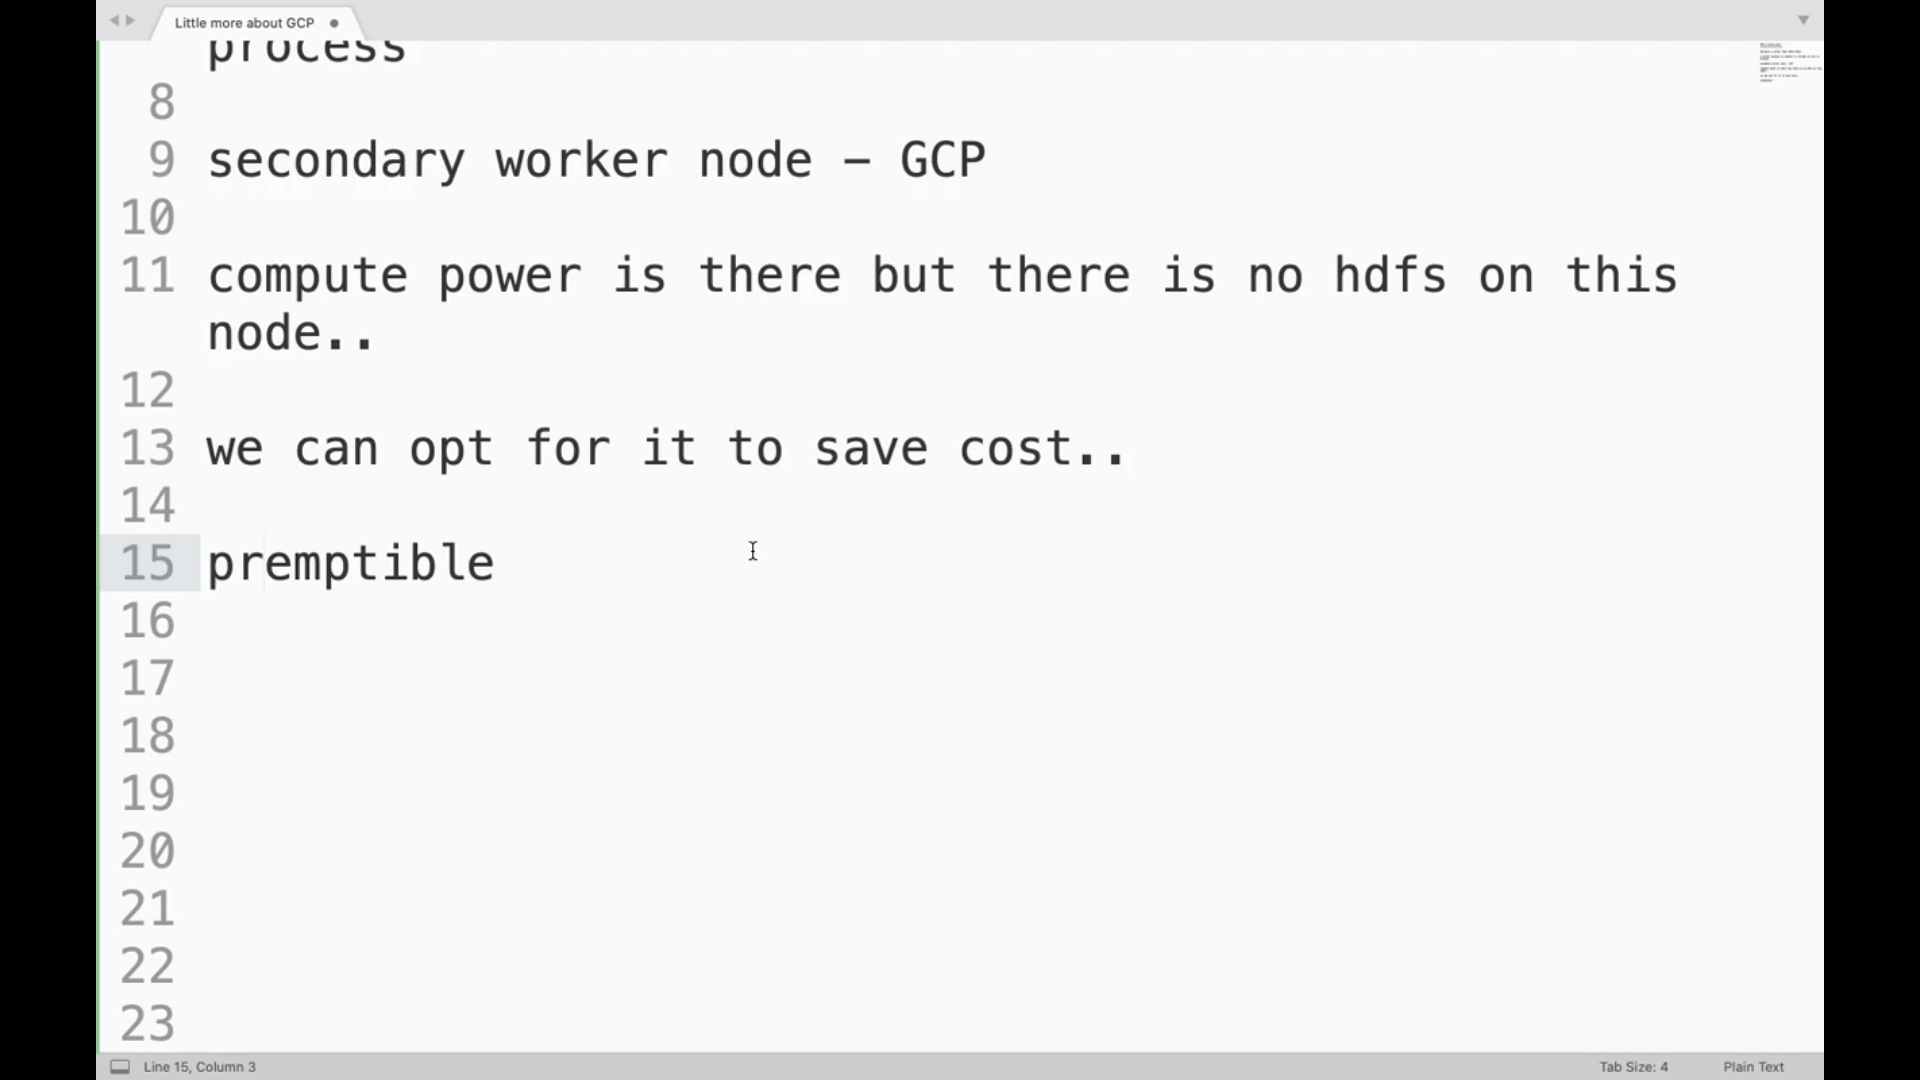 Little more about GCP
process
8
9 secondary worker node – GCP
10
11 compute power is there but there is no hdfs on this
node..
12
13 we can opt for it to save cost..
14
15 premptible
16
17
18
19
20
21
22
23
Line 15, Column 3
Tab Size: 4
Plain Text